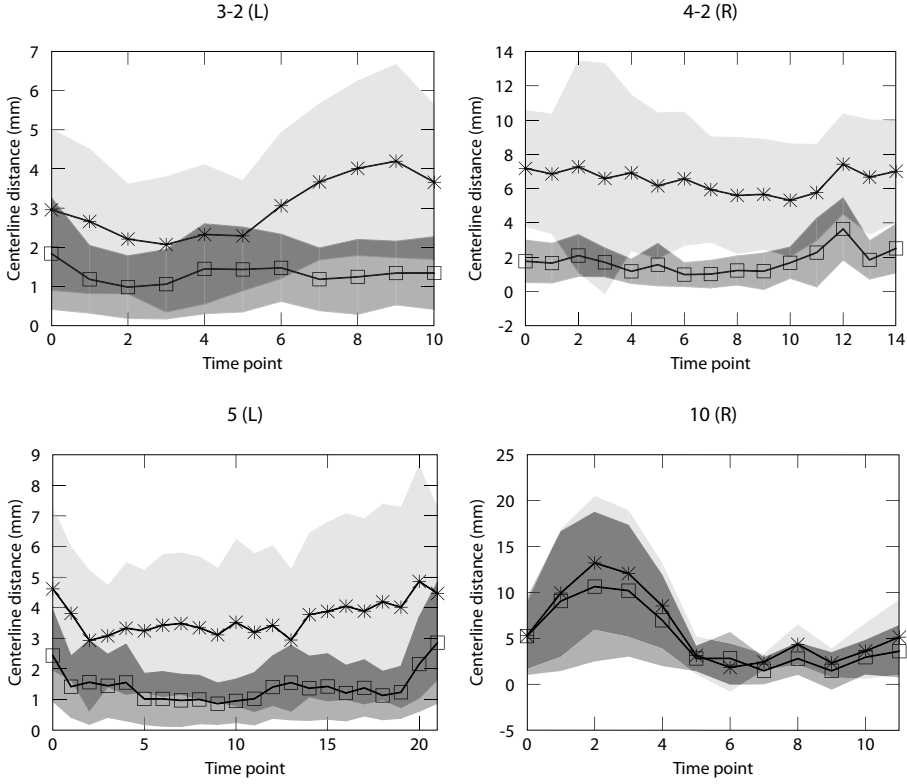 3-2 (L)
4-2 (R)
7
6
5
4
3
2
1
0
Centerline distance (mm)
0 2 4 6 8 10
Time point
14
12
10
8
6
4
2
0
-2
Centerline distance (mm)
0 2 4 6 8 10 12 14
Time point
5 (L)
10 (R)
9
8
7
6
5
4
3
2
1
0
Centerline distance (mm)
0 5 10 15 20
Time point
25
20
15
10
5
0
-5
Centerline distance (mm)
0 2 4 6 8 10
Time point